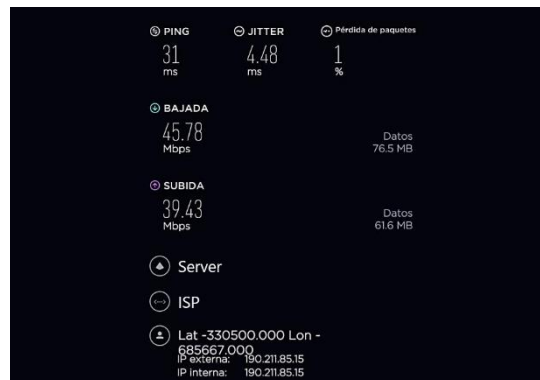 PING JITTER Pérdida de paquetes
31 4.48 1
ms ms %
BAJADA
45.78
Mbps
Datos
76.5 MB
SUBIDA
39.43
Mbps
Datos
61.6 MB
Server
ISP
Lat -330500.000 Lon -
685667.000
IP externa: 190.211.85.15
IP interna: 190.211.85.15